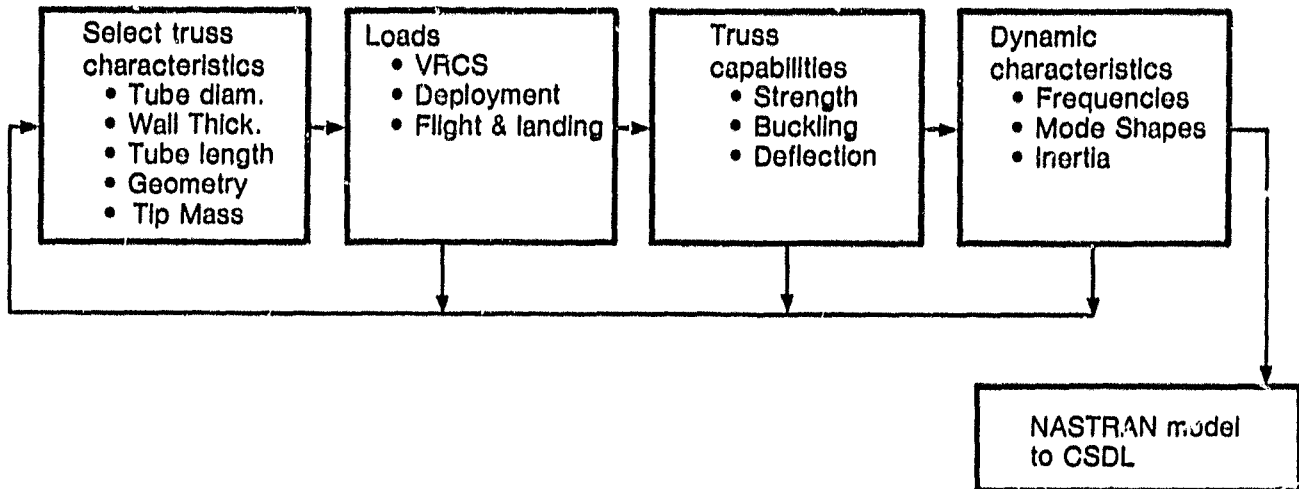 Select truss
characteristics
• Tube diam.
• Wall Thick.
• Tube length
• Geometry
• Tip Mass
Loads
• VRCS
• Deployment
• Flight & landing
Truss
capabilities
• Strength
• Buckling
• Deflection
Dynamic
characteristics
• Frequencies
• Mode Shapes
• Inertia
NASTRAN model
to CSDL